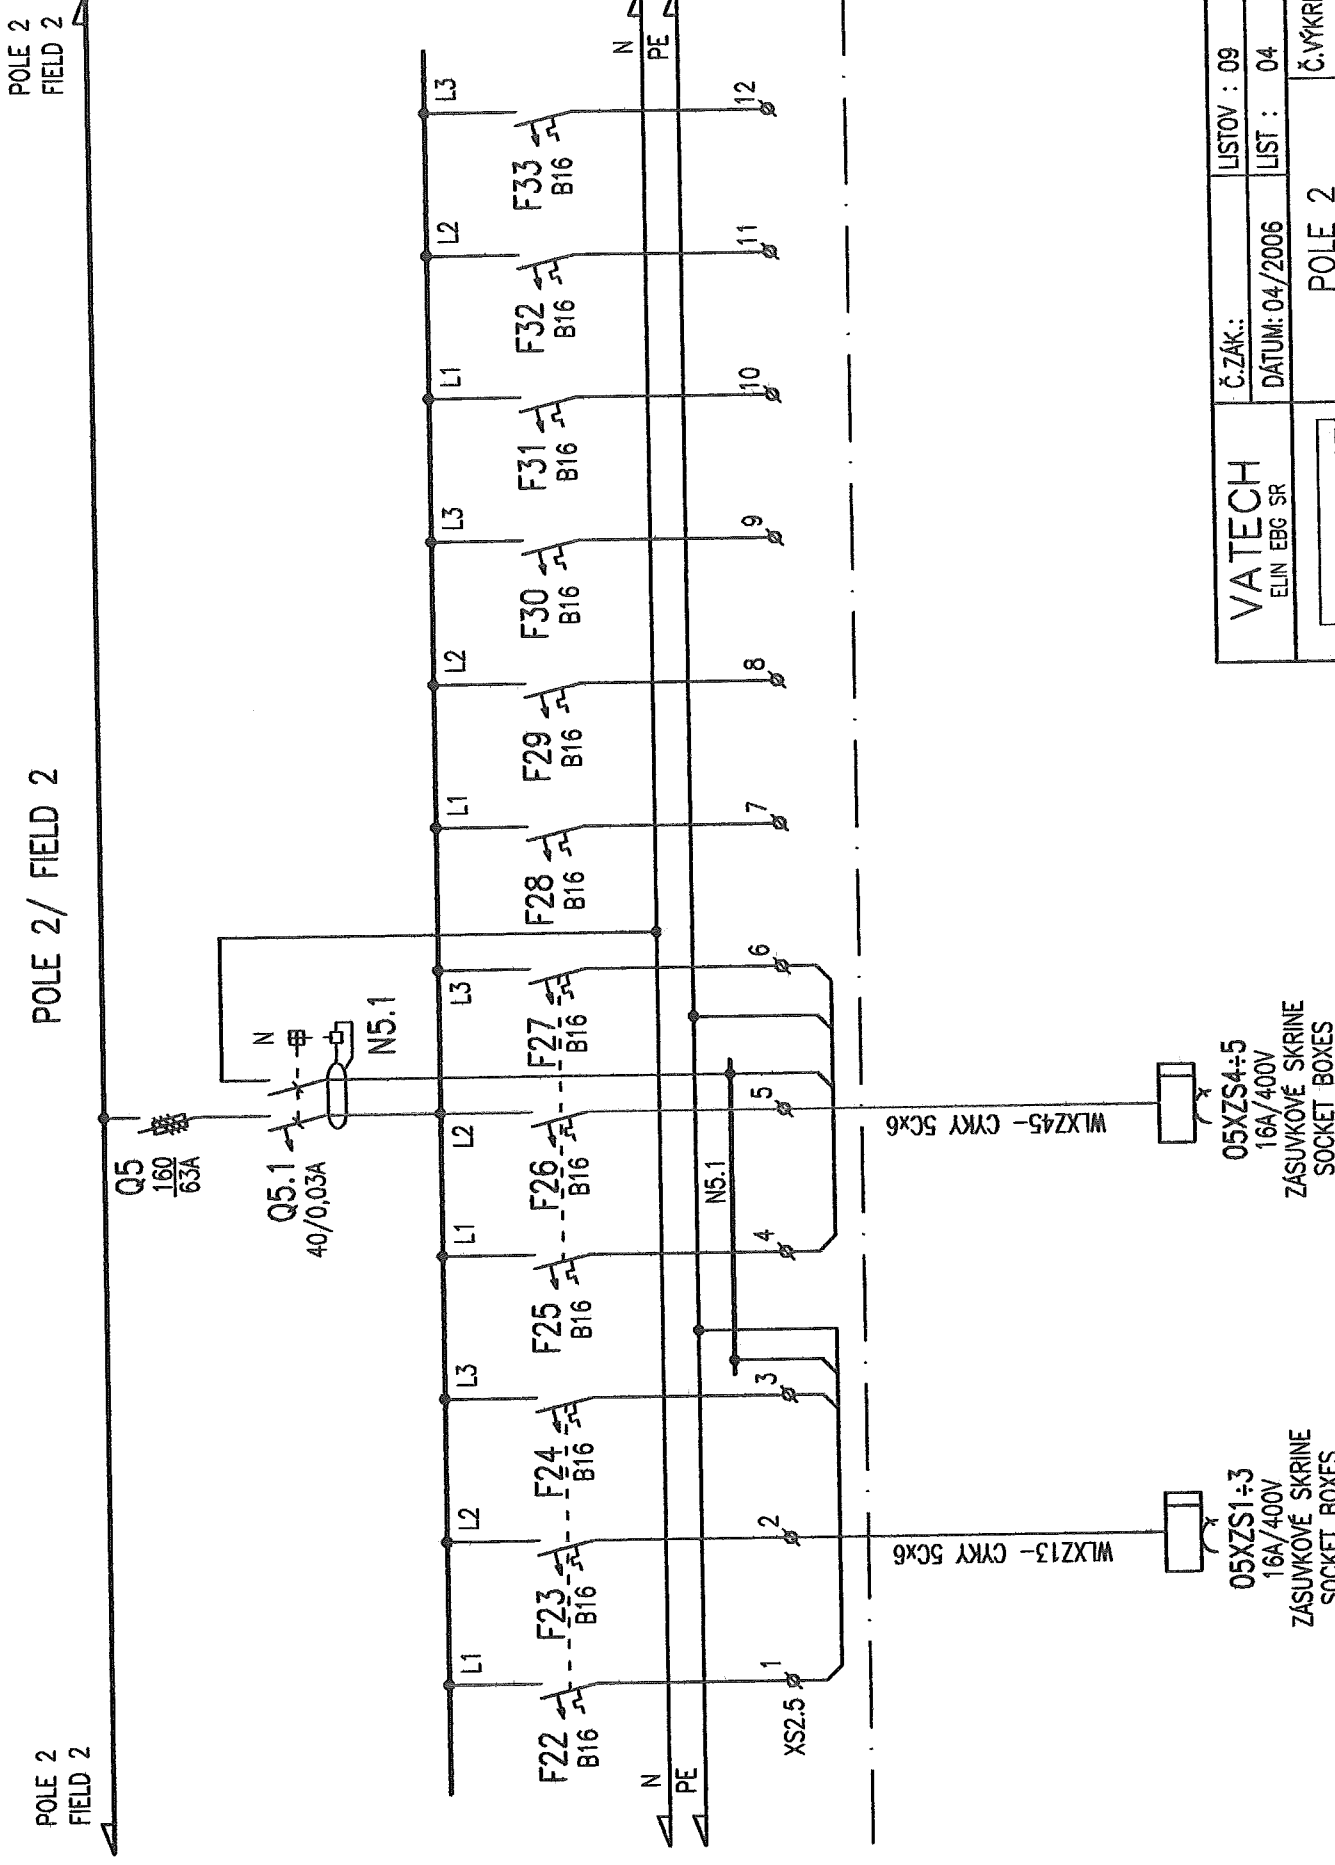 POLE 2
FIELD 2
POLE 2/ FIELD 2
POLE 2
FIELD 2
Q5
160
63A
Q5.1
40/0,03A
N
N5.1
L1
L2
L3
L1
L2
L3
L1
L2
L3
L1
L2
L3
F22
B16
F23
B16
F24
B16
F25
B16
F26
B16
F27
B16
F28
B16
F29
B16
F30
B16
F31
B16
F32
B16
F33
B16
N
PE
N
PE
N5.1
XS2.5
1
2
3
4
5
6
7
8
9
10
11
12
WLXZ13- CYKY 5Cx6
WLXZ45- CYKY 5Cx6
05XZS1÷3
16A/400V
ZÁSUVKOVÉ SKRINE
SOCKET BOXES
05XZS4÷5
16A/400V
ZÁSUVKOVÉ SKRINE
SOCKET BOXES
VATECH
ELIN EBG SR
Č.ZÁK.:
LISTOV : 09
DÁTUM: 04/2006
LIST : 04
POLE 2